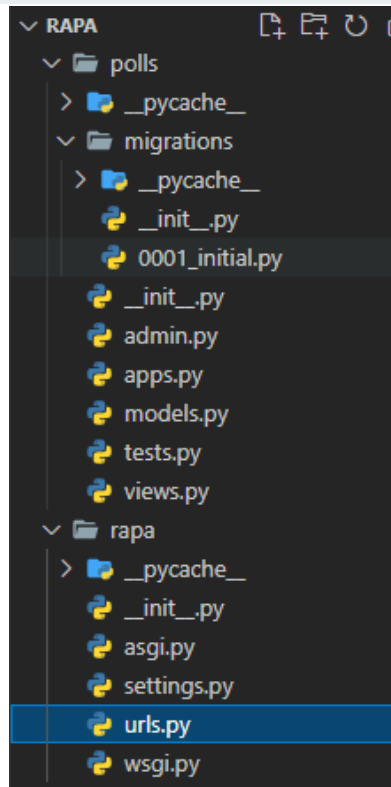 RAPA
polls
__pycache__
migrations
__pycache__
__init__.py
0001_initial.py
__init__.py
admin.py
apps.py
models.py
tests.py
views.py
rapa
__pycache__
__init__.py
asgi.py
settings.py
urls.py
wsgi.py